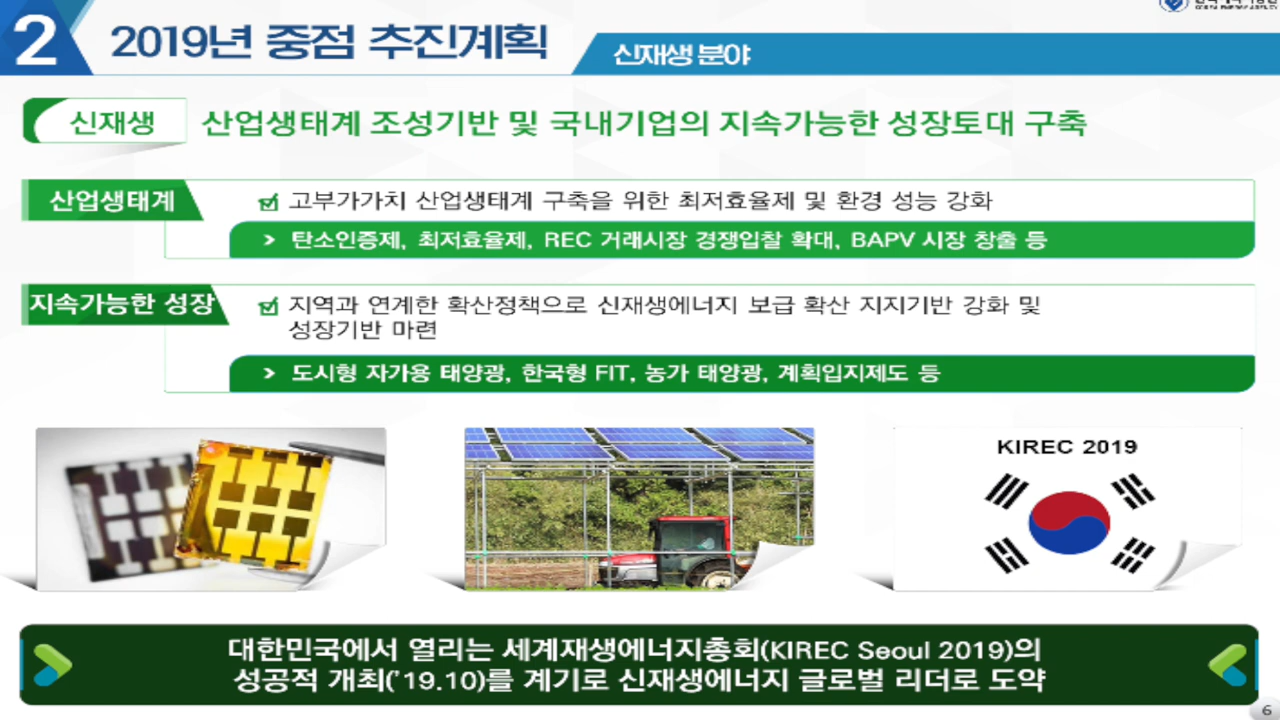 2
2019년 중점 추진계획
신재생 분야
신재생
산업생태계 조성기반 및 국내기업의 지속가능한 성장토대 구축
산업생태계
고부가가치 산업생태계 구축을 위한 최저효율제 및 환경 성능 강화
> 탄소인증제, 최저효율제, REC 거래시장 경쟁입찰 확대, BAPV 시장 창출 등
지속가능한 성장
지역과 연계한 확산정책으로 신재생에너지 보급 확산 지지기반 강화 및
성장기반 마련
> 도시형 자가용 태양광, 한국형 FIT, 농가 태양광, 계획입지제도 등
KIREC 2019
대한민국에서 열리는 세계재생에너지총회(KIREC Seoul 2019)의
성공적 개최('19.10)를 계기로 신재생에너지 글로벌 리더로 도약
6